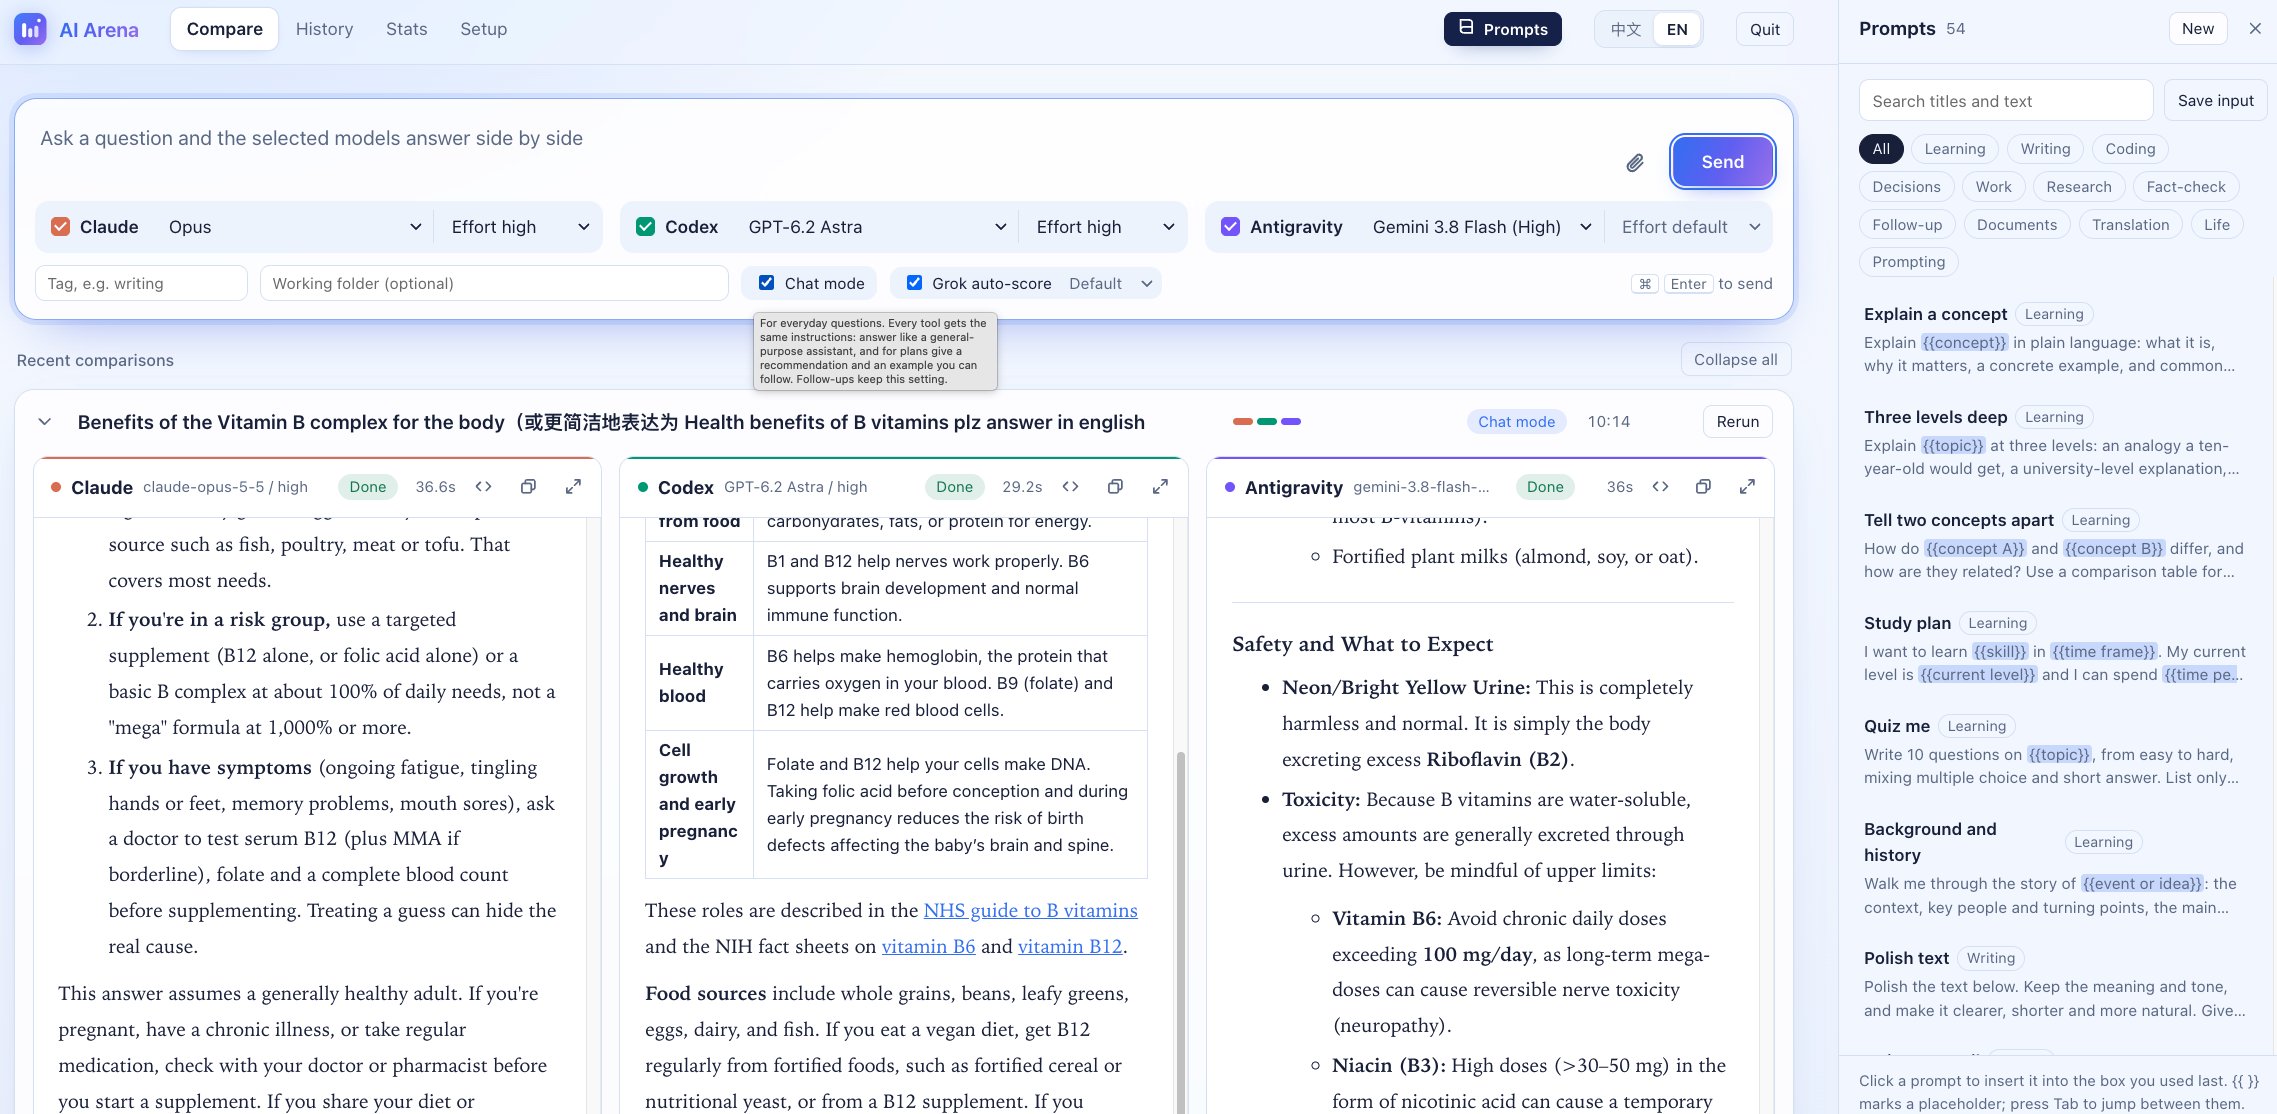 AI Arena
Compare
History
Stats
Setup
Prompts
中文
EN
Quit
Ask a question and the selected models answer side by side
Send
Claude
Opus
Effort high
Codex
GPT-6.2 Astra
Effort high
Antigravity
Gemini 3.8 Flash (High)
Effort default
Tag, e.g. writing
Working folder (optional)
Chat mode
Grok auto-score
Default
⌘ Enter to send
For everyday questions. Every tool gets the
same instructions: answer like a general-
purpose assistant, and for plans give a
recommendation and an example you can
follow. Follow-ups keep this setting.
Recent comparisons
Collapse all
Benefits of the Vitamin B complex for the body（或更简洁地表达为 Health benefits of B vitamins plz answer in english
Chat mode
10:14
Rerun
Claude claude-opus-5-5 / high
Done
36.6s
source such as fish, poultry, meat or tofu. That
covers most needs.
2. If you're in a risk group, use a targeted
supplement (B12 alone, or folic acid alone) or a
basic B complex at about 100% of daily needs, not a
"mega" formula at 1,000% or more.
3. If you have symptoms (ongoing fatigue, tingling
hands or feet, memory problems, mouth sores), ask
a doctor to test serum B12 (plus MMA if
borderline), folate and a complete blood count
before supplementing. Treating a guess can hide the
real cause.
This answer assumes a generally healthy adult. If you're
pregnant, have a chronic illness, or take regular
medication, check with your doctor or pharmacist before
you start a supplement. If you share your diet or
Codex GPT-6.2 Astra / high
Done
29.2s
from food
carbohydrates, fats, or protein for energy.
Healthy
nerves
and brain
B1 and B12 help nerves work properly. B6
supports brain development and normal
immune function.
Healthy
blood
B6 helps make hemoglobin, the protein that
carries oxygen in your blood. B9 (folate) and
B12 help make red blood cells.
Cell
growth
and early
pregnanc
y
Folate and B12 help your cells make DNA.
Taking folic acid before conception and during
early pregnancy reduces the risk of birth
defects affecting the baby’s brain and spine.
These roles are described in the NHS guide to B vitamins
and the NIH fact sheets on vitamin B6 and vitamin B12.
Food sources include whole grains, beans, leafy greens,
eggs, dairy, and fish. If you eat a vegan diet, get B12
regularly from fortified foods, such as fortified cereal or
nutritional yeast, or from a B12 supplement. If you
Antigravity gemini-3.8-flash-...
Done
36s
most B-vitamins).
Fortified plant milks (almond, soy, or oat).
Safety and What to Expect
Neon/Bright Yellow Urine: This is completely
harmless and normal. It is simply the body
excreting excess Riboflavin (B2).
Toxicity: Because B vitamins are water-soluble,
excess amounts are generally excreted through
urine. However, be mindful of upper limits:
Vitamin B6: Avoid chronic daily doses
exceeding 100 mg/day, as long-term mega-
doses can cause reversible nerve toxicity
(neuropathy).
Niacin (B3): High doses (>30–50 mg) in the
form of nicotinic acid can cause a temporary
Prompts 54
New
Search titles and text
Save input
All
Learning
Writing
Coding
Decisions
Work
Research
Fact-check
Follow-up
Documents
Translation
Life
Prompting
Explain a concept Learning
Explain {{concept}} in plain language: what it is,
why it matters, a concrete example, and common...
Three levels deep Learning
Explain {{topic}} at three levels: an analogy a ten-
year-old would get, a university-level explanation,...
Tell two concepts apart Learning
How do {{concept A}} and {{concept B}} differ, and
how are they related? Use a comparison table for...
Study plan Learning
I want to learn {{skill}} in {{time frame}}. My current
level is {{current level}} and I can spend {{time pe...
Quiz me Learning
Write 10 questions on {{topic}}, from easy to hard,
mixing multiple choice and short answer. List only...
Background and
history
Learning
Walk me through the story of {{event or idea}}: the
context, key people and turning points, the main...
Polish text Writing
Polish the text below. Keep the meaning and tone,
and make it clearer, shorter and more natural. Give...
Click a prompt to insert it into the box you used last. {{ }}
marks a placeholder; press Tab to jump between them.